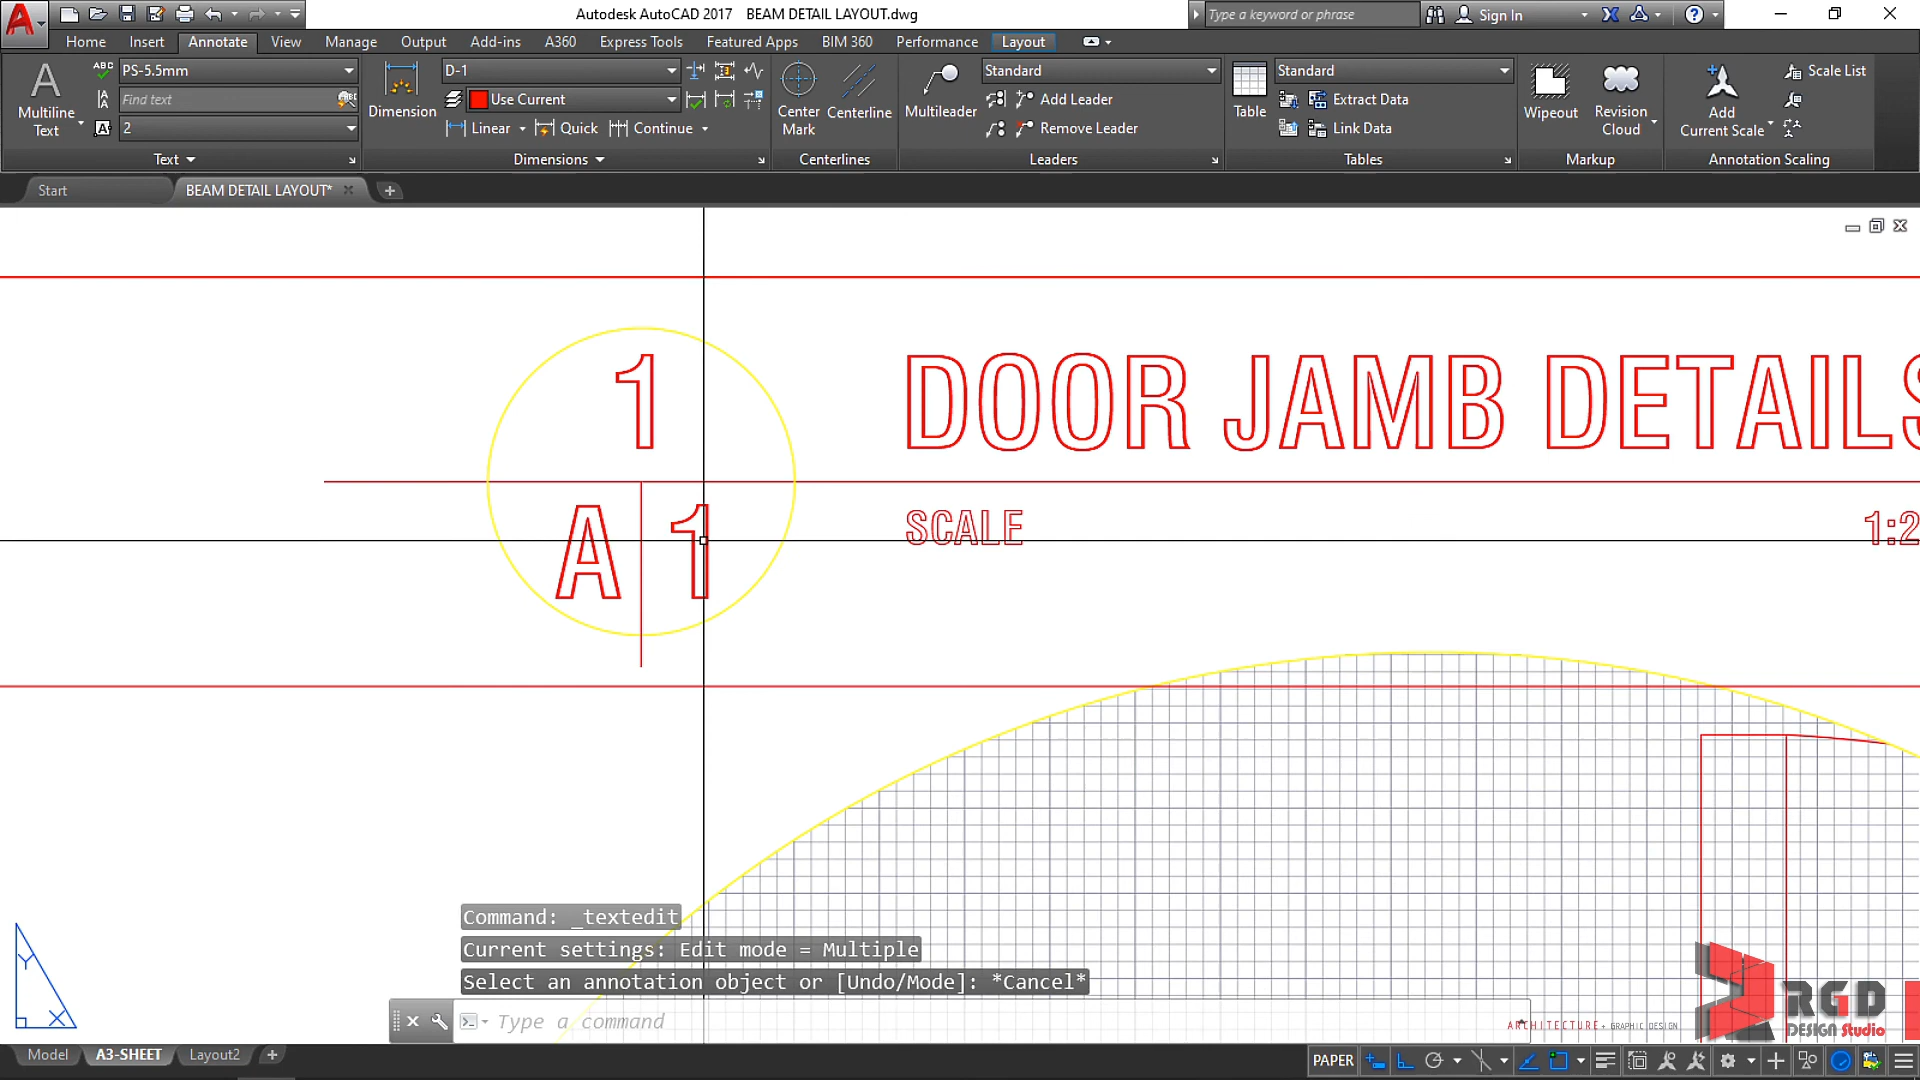 Autodesk AutoCAD 2017 BEAM DETAIL LAYOUT.dwg
Type a keyword or phrase
Sign In
Home Insert Annotate View Manage Output Add-ins A360 Express Tools Featured Apps BIM 360 Performance Layout
Multiline Text
PS-5.5mm
Find text
2
Text
Dimension
D-1
Use Current
Linear Quick Continue
Dimensions
Center Mark
Centerline
Centerlines
Multileader
Standard
Add Leader
Remove Leader
Leaders
Table
Standard
Extract Data
Link Data
Tables
Wipeout
Revision Cloud
Markup
Add Current Scale
Scale List
Annotation Scaling
Start
BEAM DETAIL LAYOUT*
1
DOOR JAMB DETAILS
A 1
SCALE
1:2
Command: _textedit
Current settings: Edit mode = Multiple
Select an annotation object or [Undo/Mode]: *Cancel*
Type a command
Y
X
ARCHITECTURE + GRAPHIC DESIGN
RGD
DESIGN Studio
Model A3-SHEET Layout2
PAPER